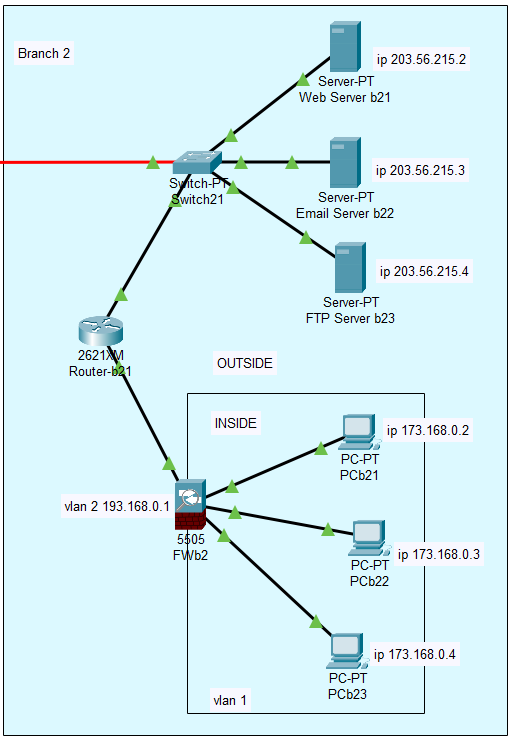 Branch 2
ip 203.56.215.2
Server-PT
Web Server b21
Switch-PT
Switch21
ip 203.56.215.3
Server-PT
Email Server b22
ip 203.56.215.4
Server-PT
FTP Server b23
2621XM
Router-b21
OUTSIDE
INSIDE
ip 173.168.0.2
PC-PT
PCb21
vlan 2 193.168.0.1
5505
FWb2
ip 173.168.0.3
PC-PT
PCb22
ip 173.168.0.4
PC-PT
PCb23
vlan 1